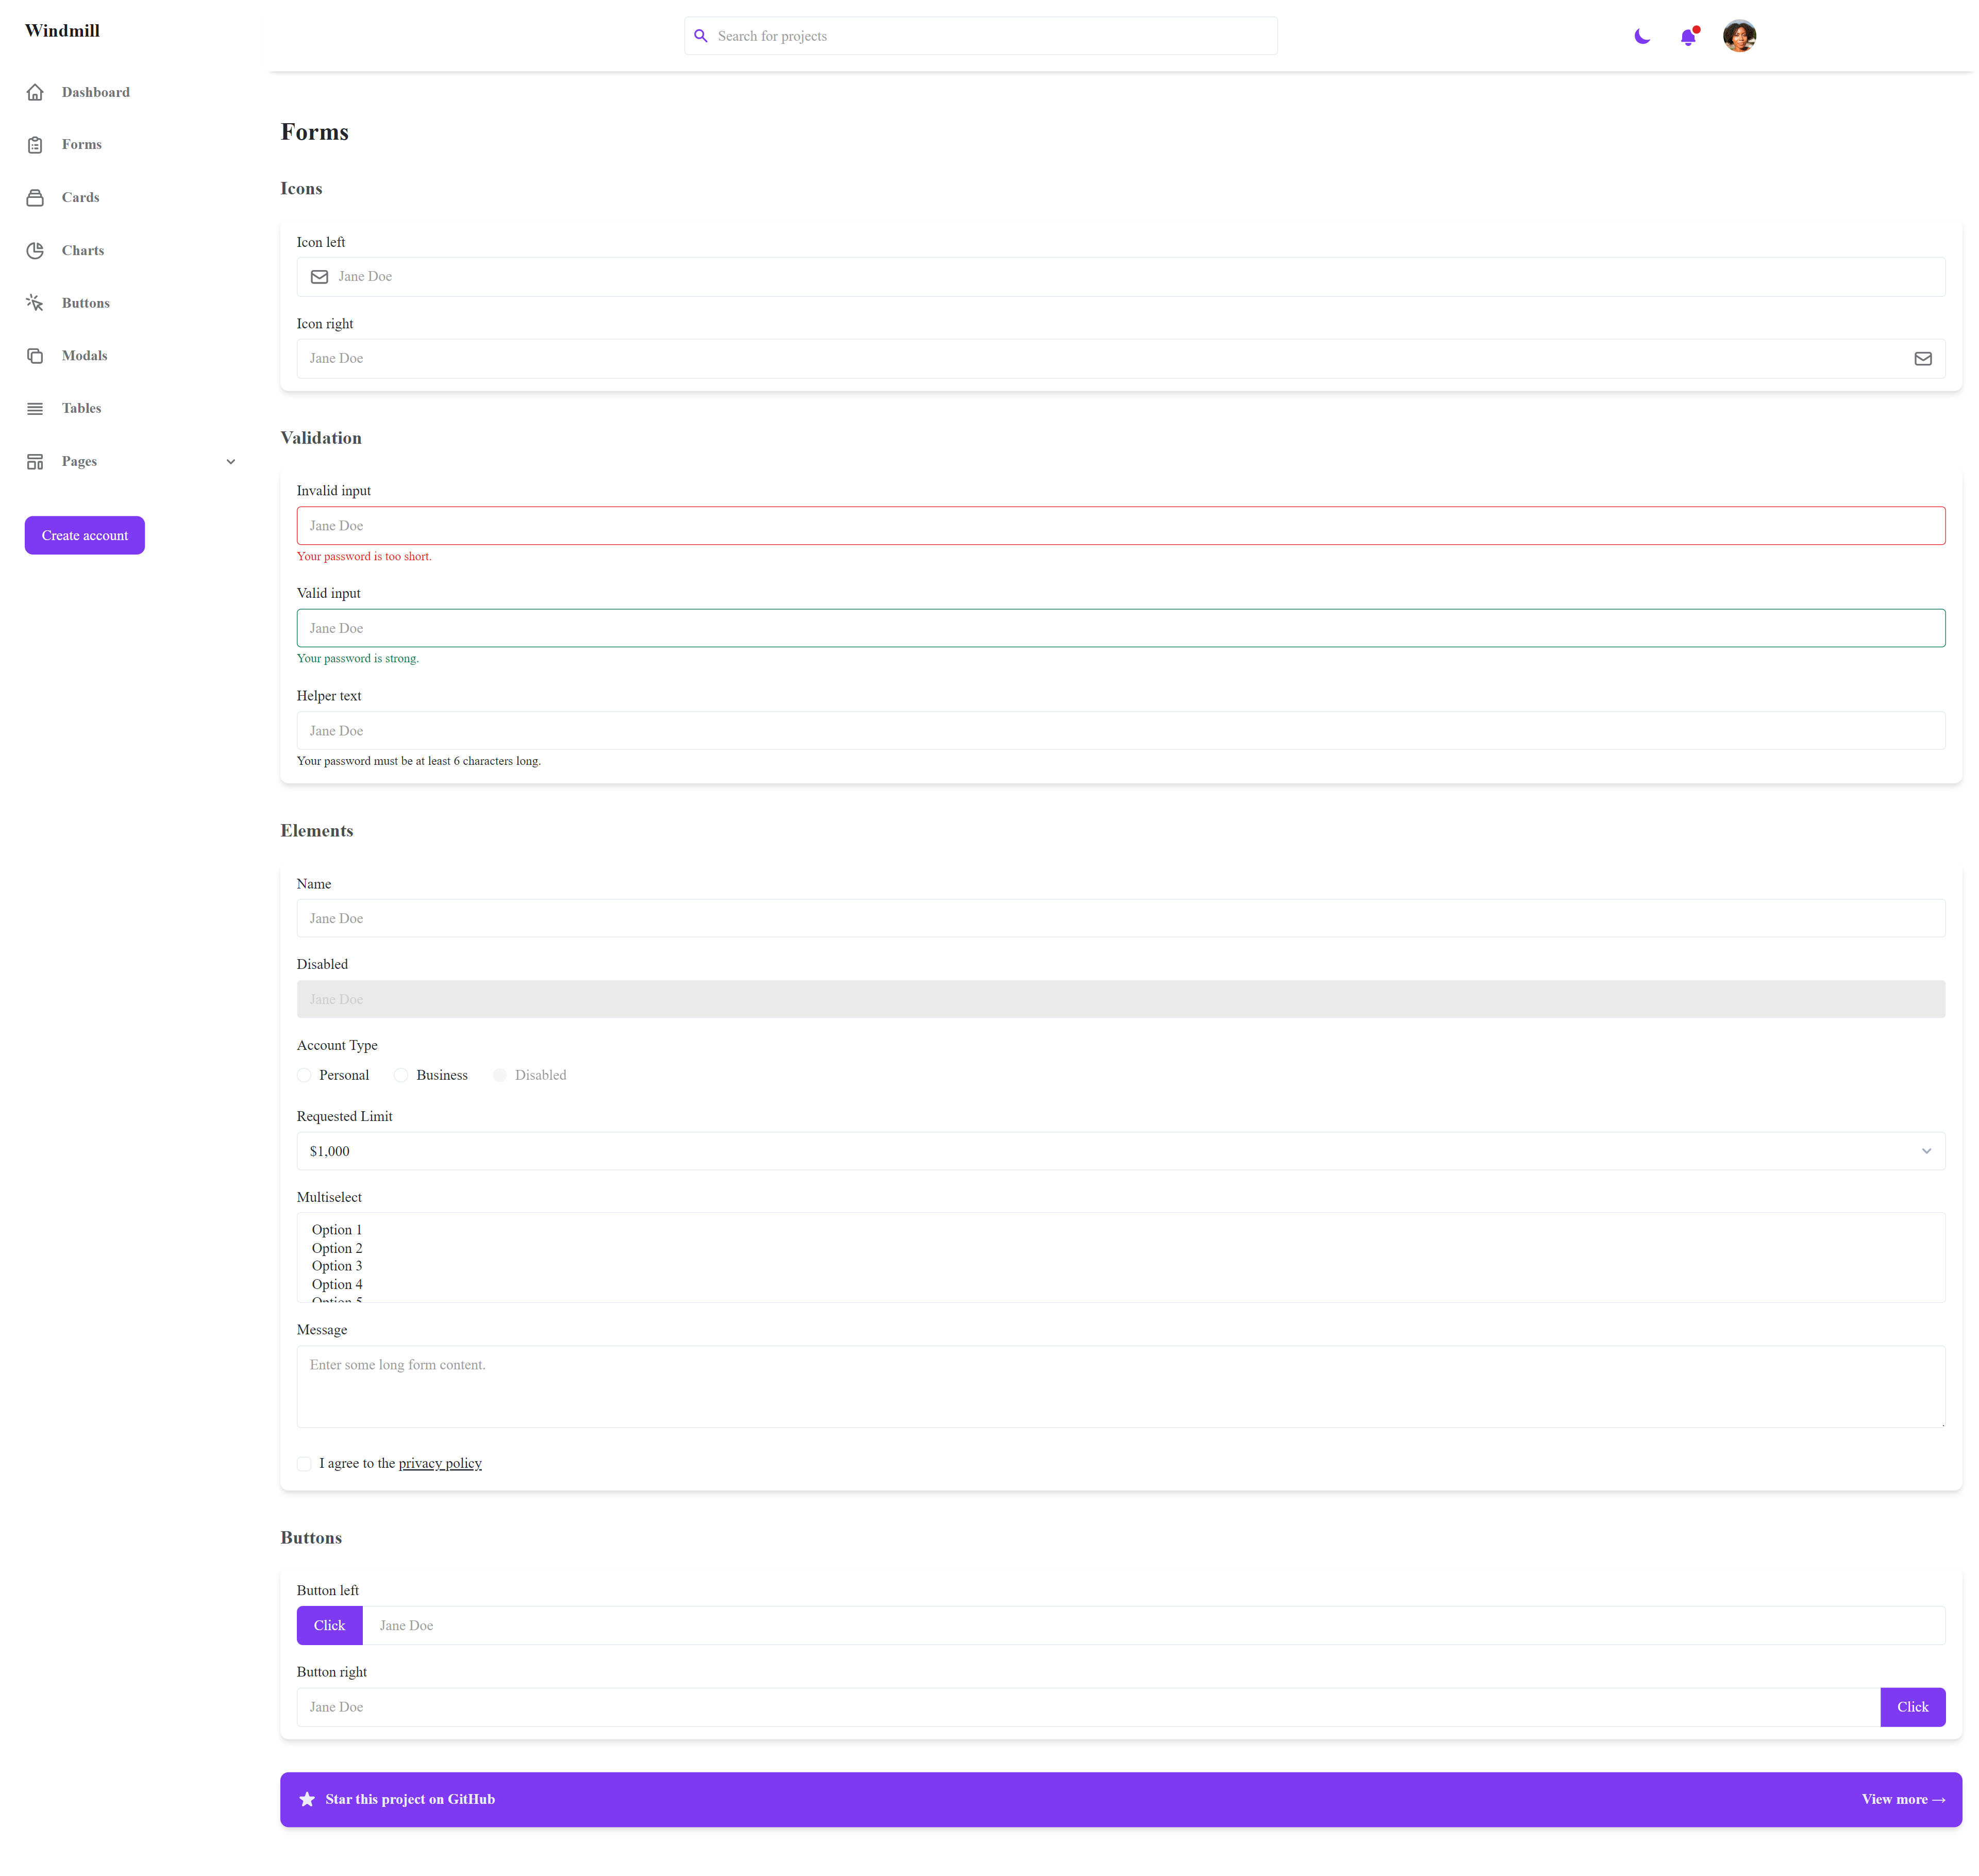 Windmill
Search for projects
Dashboard
Forms
Cards
Charts
Buttons
Modals
Tables
Pages
Create account
Forms
Icons
Icon left
Jane Doe
Icon right
Jane Doe
Validation
Invalid input
Jane Doe
Your password is too short.
Valid input
Jane Doe
Your password is strong.
Helper text
Jane Doe
Your password must be at least 6 characters long.
Elements
Name
Jane Doe
Disabled
Jane Doe
Account Type
Personal Business Disabled
Requested Limit
$1,000
Multiselect
Option 1
Option 2
Option 3
Option 4
Option 5
Message
Enter some long form content.
I agree to the privacy policy
Buttons
Button left
Click Jane Doe
Button right
Jane Doe Click
Star this project on GitHub View more →